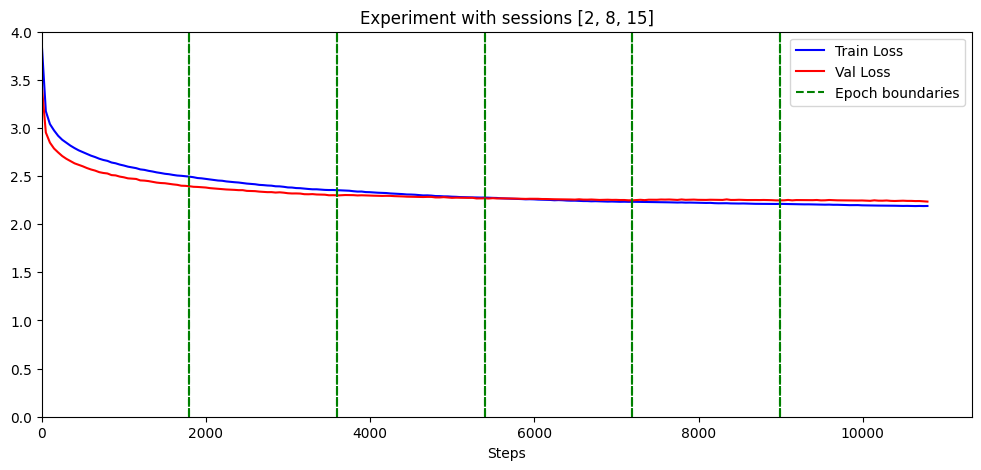 Experiment with sessions [2, 8, 15]
4.0
3.5
3.0
2.5
2.0
1.5
1.0
0.5
0.0
Train Loss
Val Loss
Epoch boundaries
0 2000 4000 6000 8000 10000
Steps